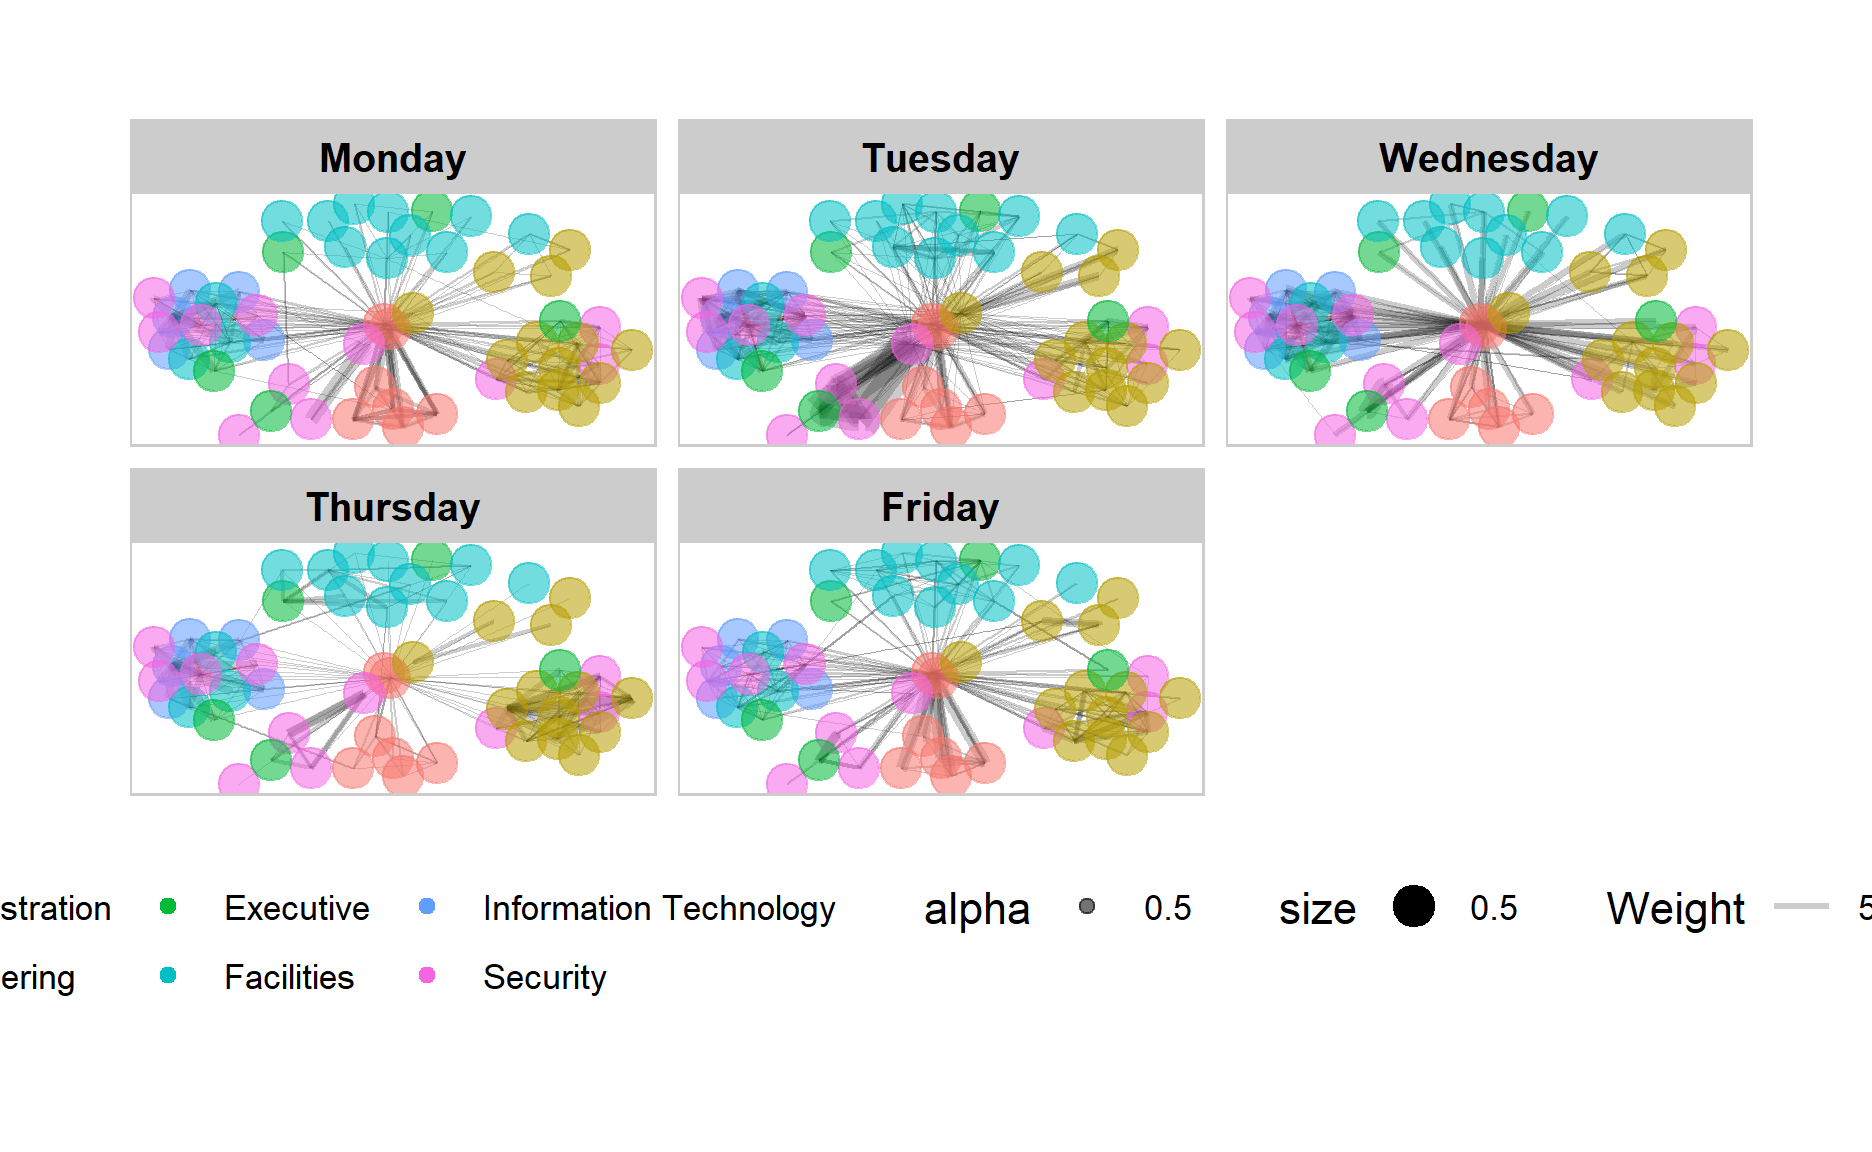 Monday Tuesday Wednesday
Thursday Friday
stration Executive Information Technology alpha 0.5 size 0.5 Weight 5
ering Facilities Security